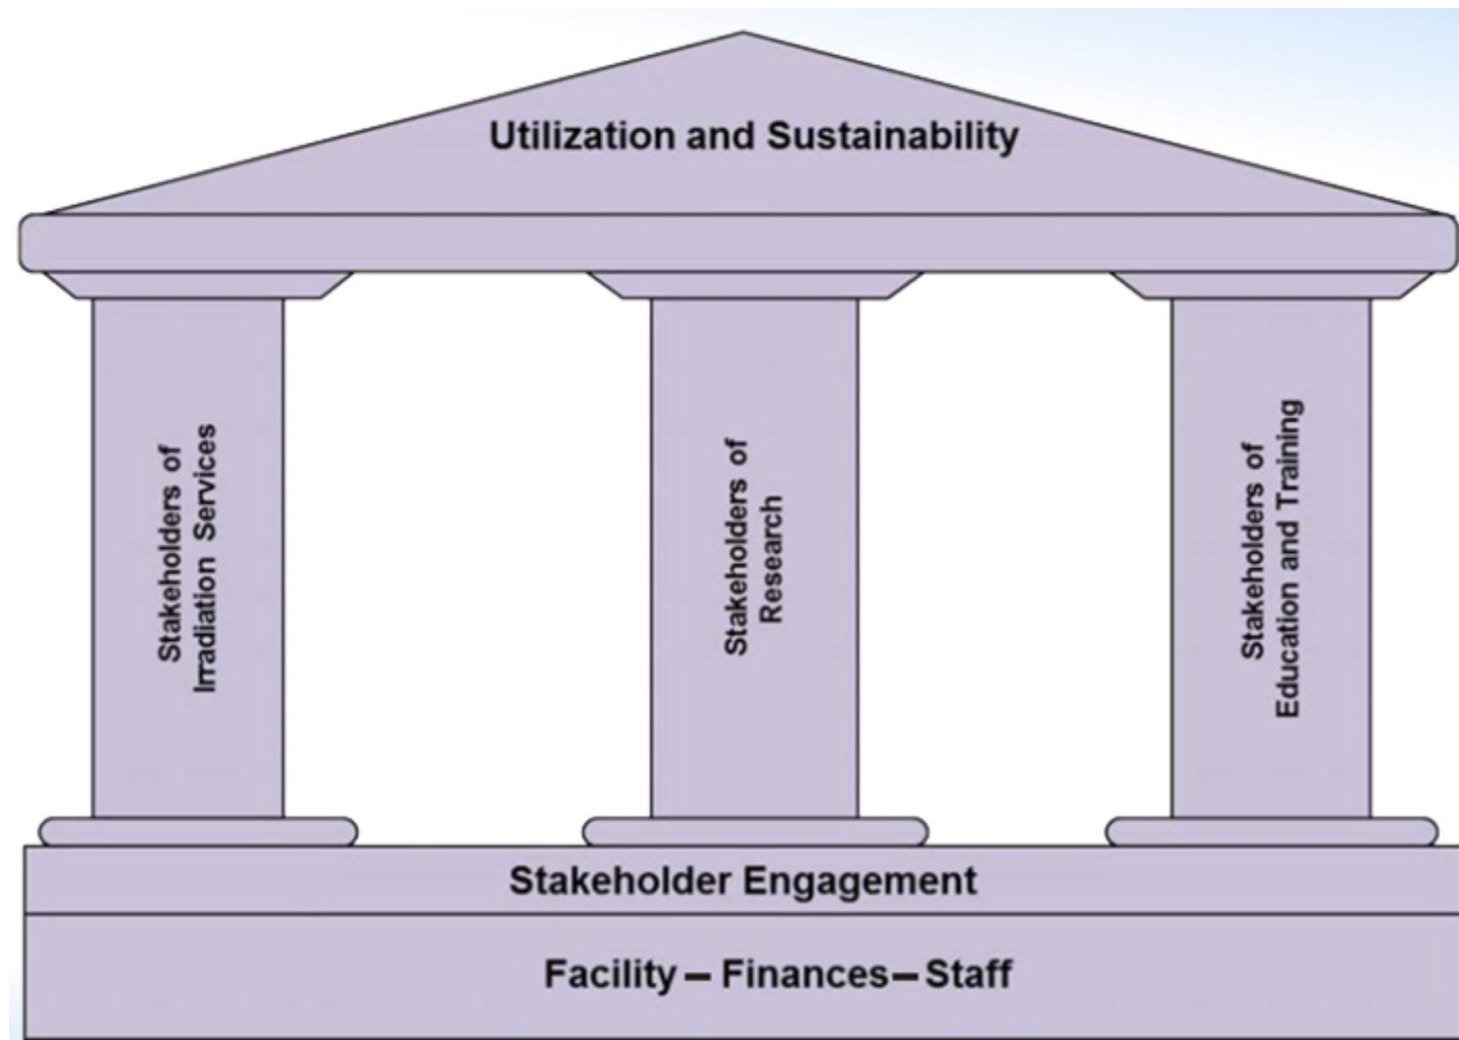 Utilization and Sustainability
Stakeholders of
Irradiation Services
Stakeholders of
Research
Stakeholders of
Education and Training
Stakeholder Engagement
Facility – Finances – Staff